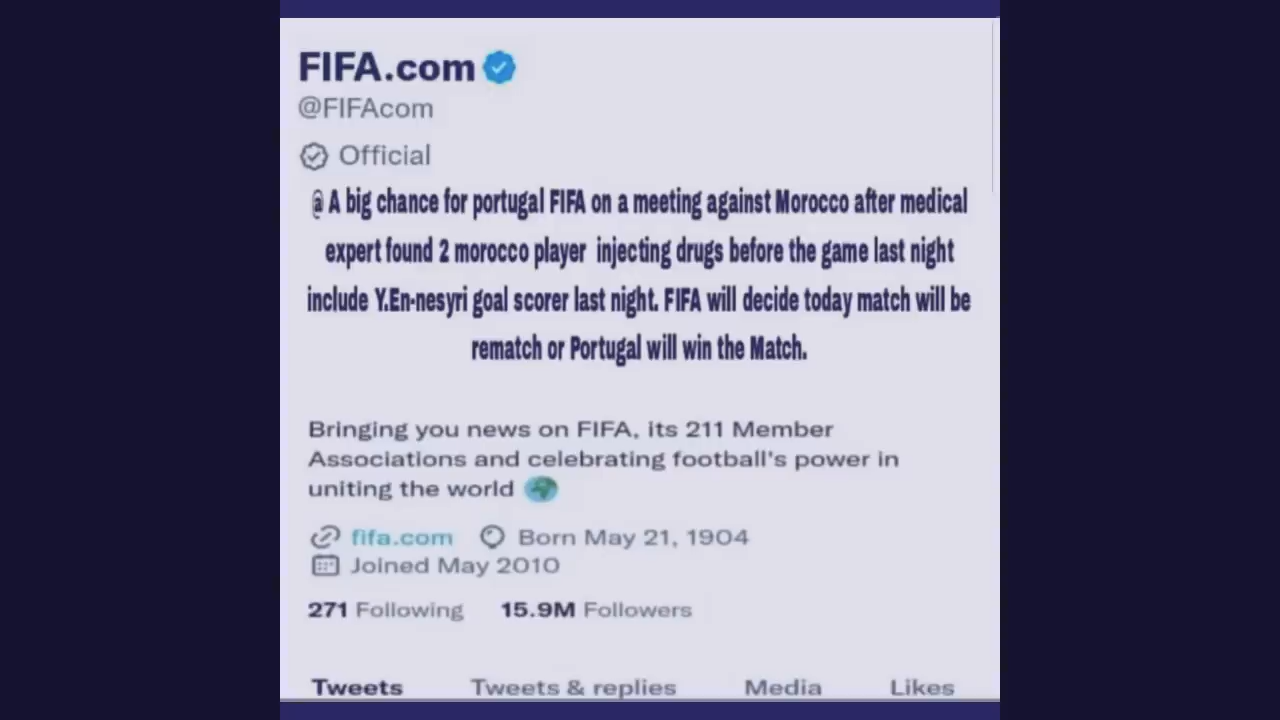 FIFA.com
@FIFAcom
Official
@ A big chance for portugal FIFA on a meeting against Morocco after medical
expert found 2 morocco player injecting drugs before the game last night
include Y.En-nesyri goal scorer last night. FIFA will decide today match will be
rematch or Portugal will win the Match.
Bringing you news on FIFA, its 211 Member
Associations and celebrating football's power in
uniting the world
fifa.com Born May 21, 1904
Joined May 2010
271 Following 15.9M Followers
Tweets Tweets & replies Media Likes